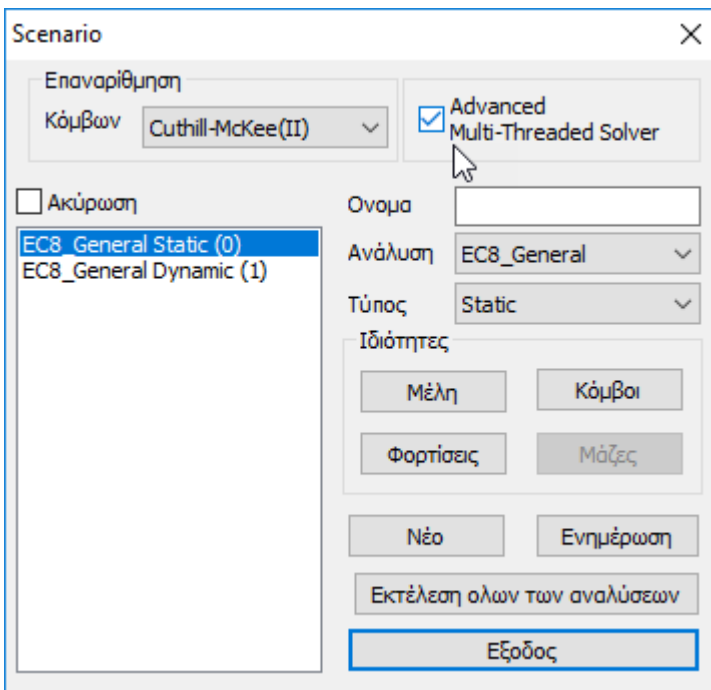 Scenario
Επαναρίθμηση
Κόμβων
Cuthill-McKee(II)
Advanced
Multi-Threaded Solver
Ακύρωση
EC8_General Static (0)
EC8_General Dynamic (1)
Ονομα
Ανάλυση
EC8_General
Τύπος
Static
Ιδιότητες
Μέλη
Κόμβοι
Φορτίσεις
Μάζες
Νέο
Ενημέρωση
Εκτέλεση ολων των αναλύσεων
Εξοδος